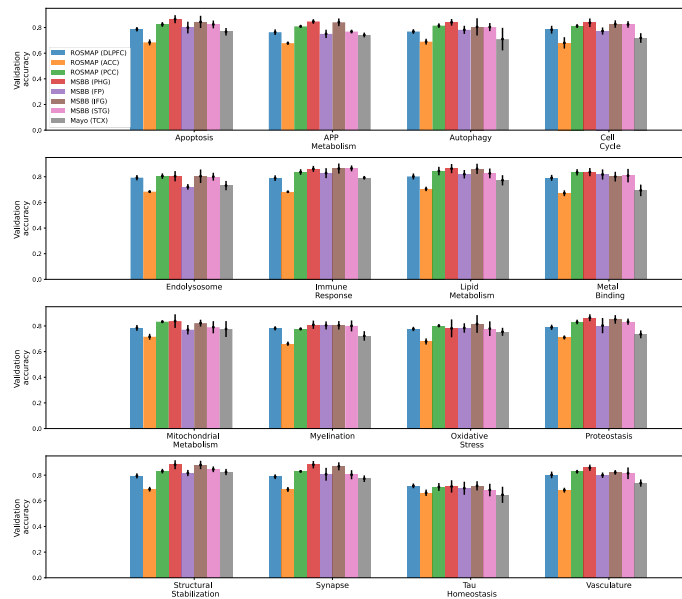 Validation
accuracy
0.8
0.6
0.4
0.2
0.0
ROSMAP (DLPFC)
ROSMAP (ACC)
ROSMAP (PCC)
MSBB (PHG)
MSBB (FP)
MSBB (IFG)
MSBB (STG)
Mayo (TCX)
Apoptosis
APP
Metabolism
Autophagy
Cell
Cycle
Validation
accuracy
0.8
0.6
0.4
0.2
0.0
Endolysosome
Immune
Response
Lipid
Metabolism
Metal
Binding
Validation
accuracy
0.8
0.6
0.4
0.2
0.0
Mitochondrial
Metabolism
Myelination
Oxidative
Stress
Proteostasis
Validation
accuracy
0.8
0.6
0.4
0.2
0.0
Structural
Stabilization
Synapse
Tau
Homeostasis
Vasculature